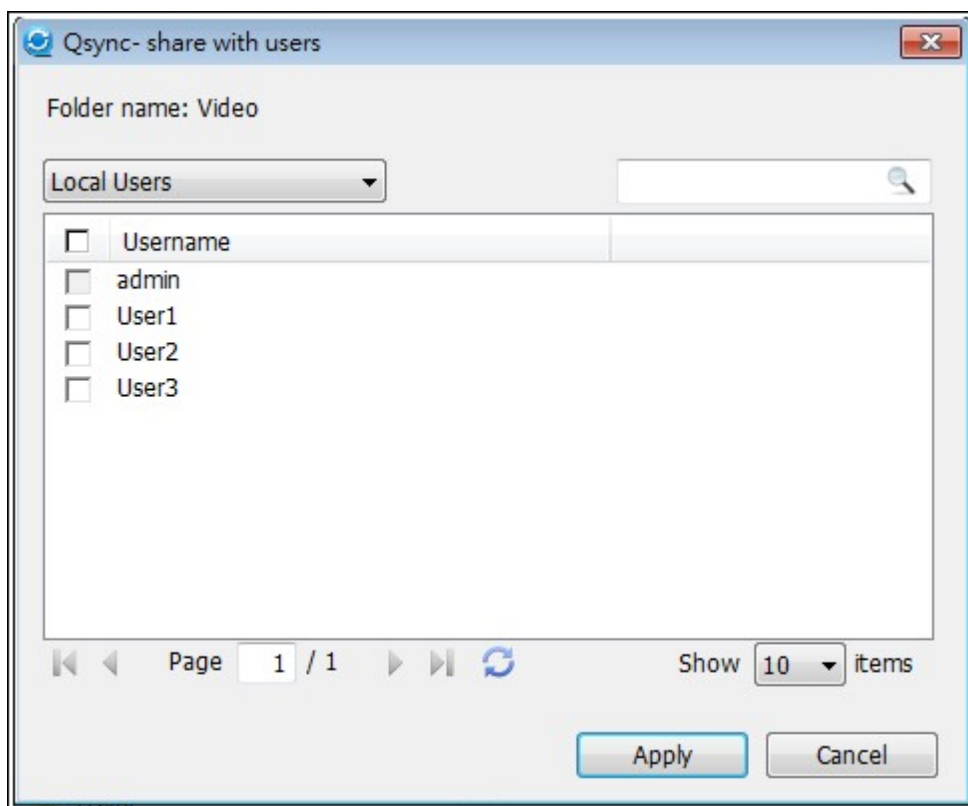 Qsync- share with users
Folder name: Video
Local Users
Username
admin
User1
User2
User3
Page 1 / 1 Show 10 items
Apply Cancel